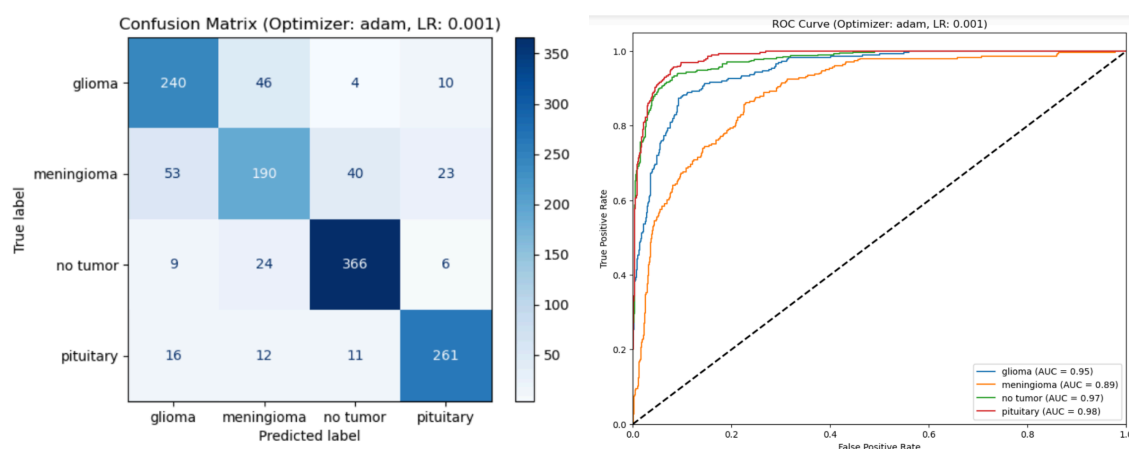 Confusion Matrix (Optimizer: adam, LR: 0.001)
True label
glioma
240 46 4 10
meningioma
53 190 40 23
no tumor
9 24 366 6
pituitary
16 12 11 261
glioma meningioma no tumor pituitary
Predicted label
350
300
250
200
150
100
50
ROC Curve (Optimizer: adam, LR: 0.001)
True Positive Rate
1.0
0.8
0.6
0.4
0.2
0.0
glioma (AUC = 0.95)
meningioma (AUC = 0.89)
no tumor (AUC = 0.97)
pituitary (AUC = 0.98)
0.0 0.2 0.4 0.6 0.8 1.0
False Positive Rate